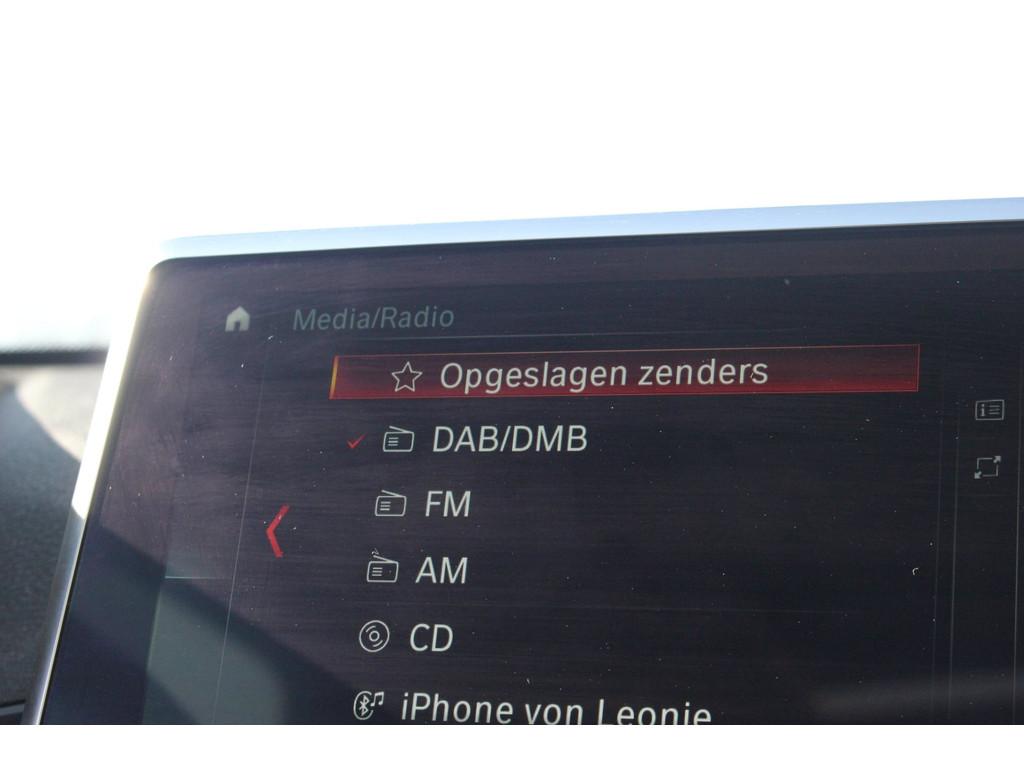 Media/Radio
Opgeslagen zenders
DAB/DMB
FM
AM
CD
iPhone von Leonie